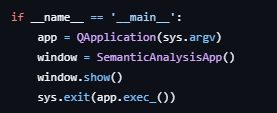 if __name__ == '__main__':
    app = QApplication(sys.argv)
    window = SemanticAnalysisApp()
    window.show()
    sys.exit(app.exec_())